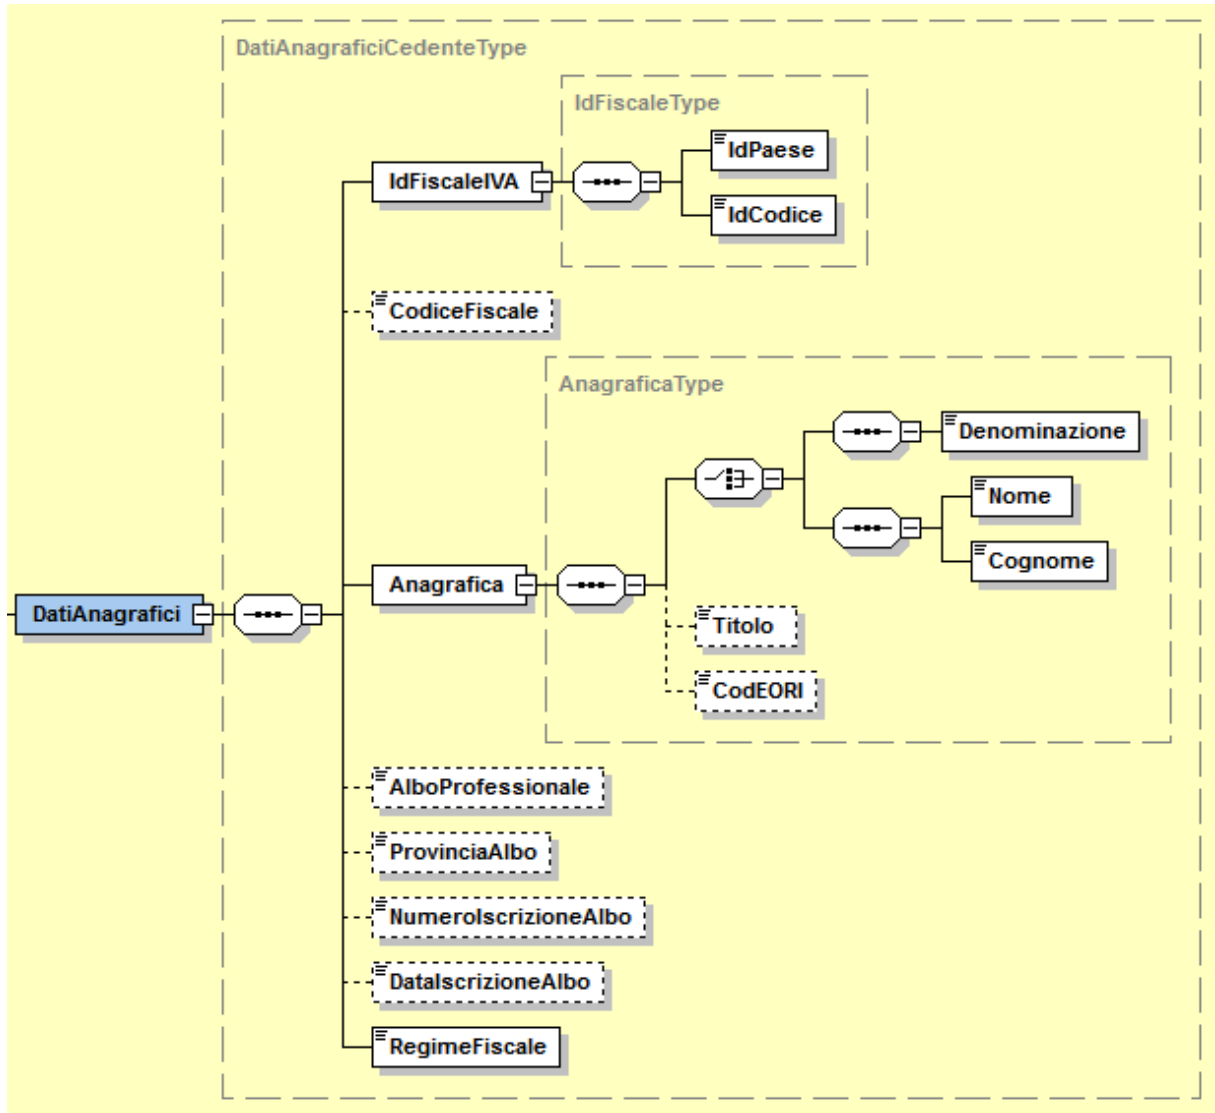 DatiAnagraficiCedenteType
IdFiscaleType
IdPaese
IdFiscaleIVA
IdCodice
CodiceFiscale
AnagraficaType
Denominazione
Nome
Cognome
Anagrafica
DatiAnagrafici
Titolo
CodEORI
AlboProfessionale
ProvinciaAlbo
NumeroIscrizioneAlbo
DataIscrizioneAlbo
RegimeFiscale